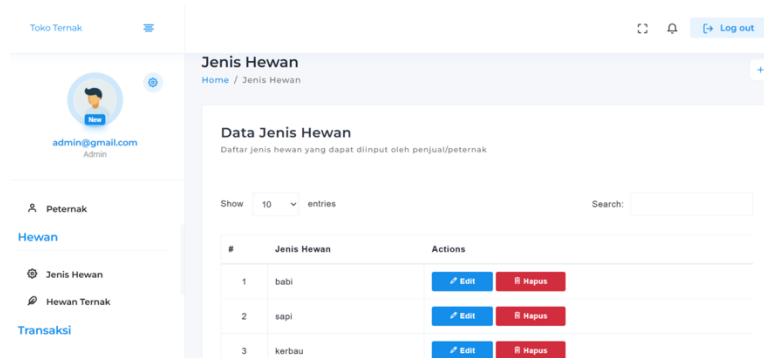 Toko Ternak
Log out
New
admin@gmail.com
Admin
Peternak
Hewan
Jenis Hewan
Hewan Ternak
Transaksi
Jenis Hewan
Home / Jenis Hewan
+
Data Jenis Hewan
Daftar jenis hewan yang dapat diinput oleh penjual/peternak
Show 10 entries Search:
# Jenis Hewan Actions
1 babi Edit Hapus
2 sapi Edit Hapus
3 kerbau Edit Hapus